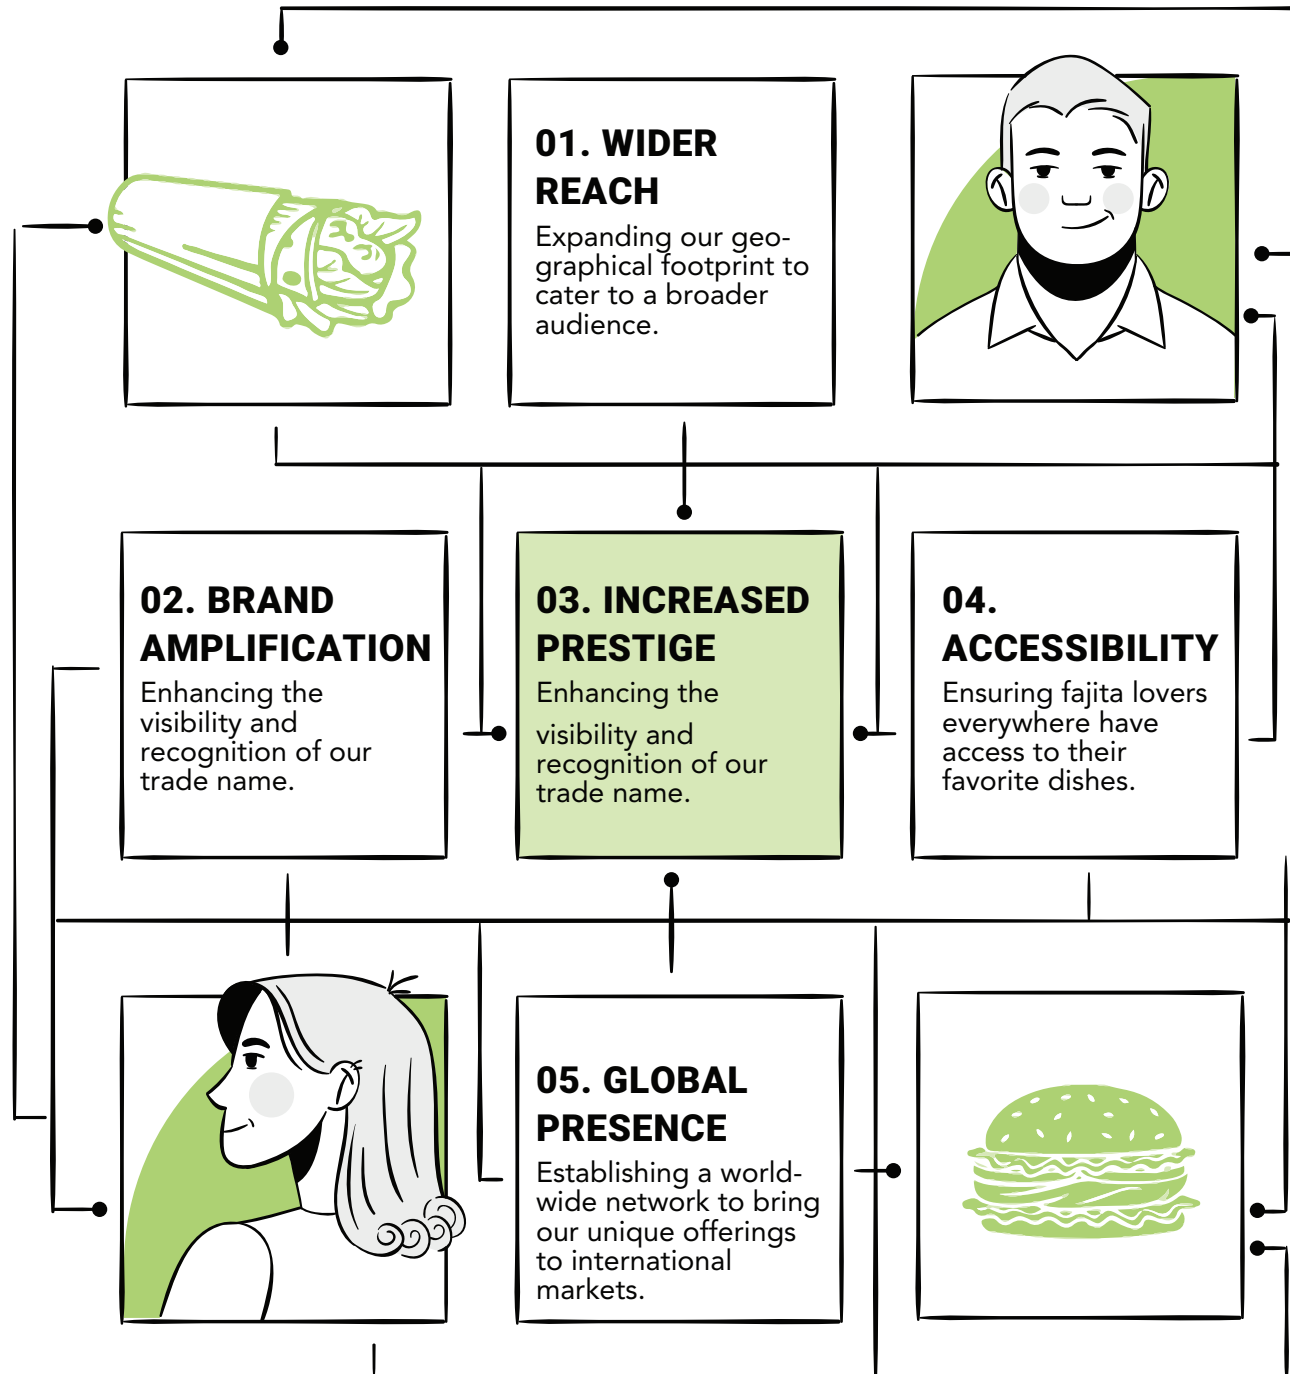 01. WIDER
REACH
Expanding our geo-
graphical footprint to
cater to a broader
audience.
02. BRAND
AMPLIFICATION
Enhancing the
visibility and
recognition of our
trade name.
03. INCREASED
PRESTIGE
Enhancing the
visibility and
recognition of our
trade name.
04.
ACCESSIBILITY
Ensuring fajita lovers
everywhere have
access to their
favorite dishes.
05. GLOBAL
PRESENCE
Establishing a world-
wide network to bring
our unique offerings
to international
markets.